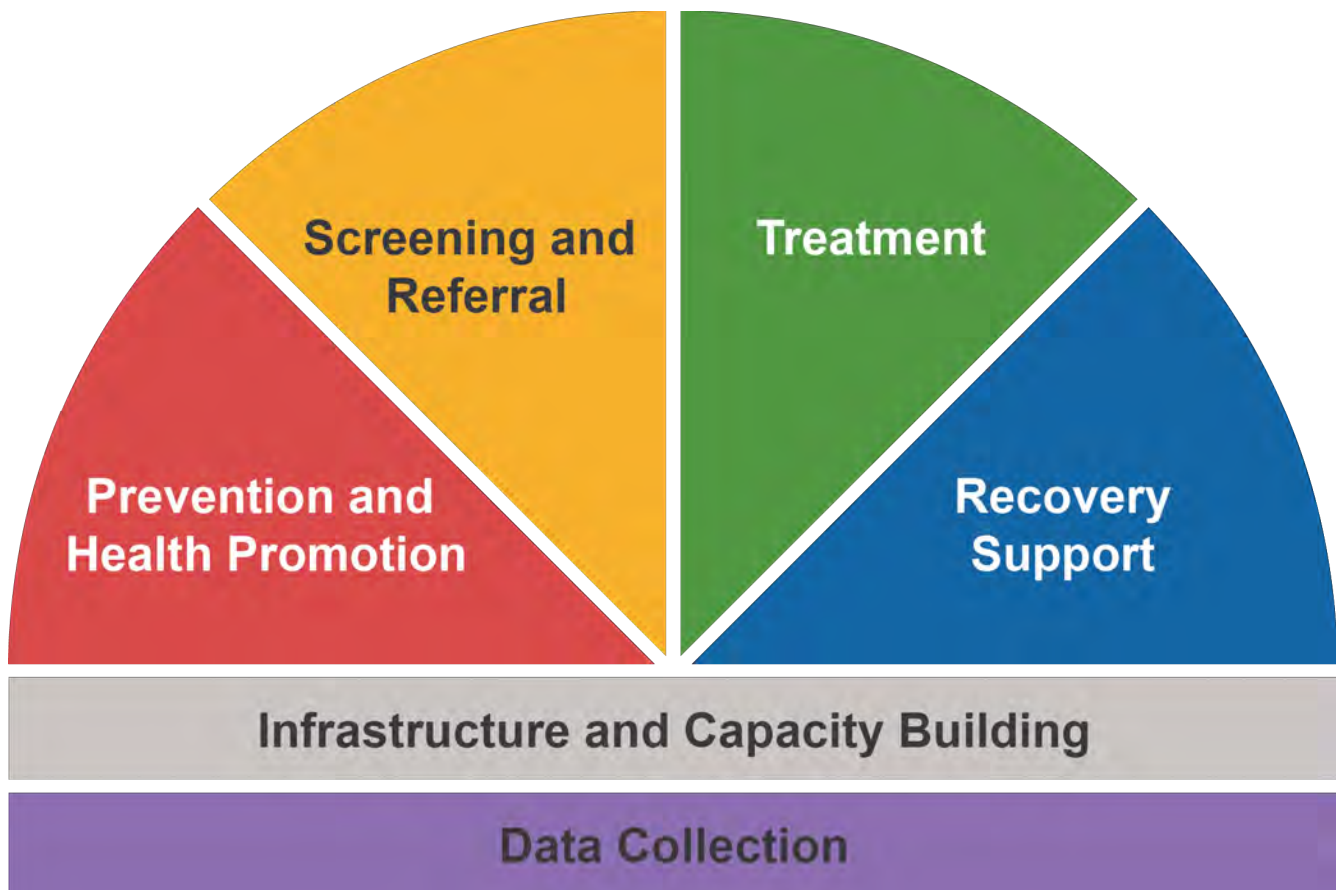 Screening and
Referral
Treatment
Prevention and
Health Promotion
Recovery
Support
Infrastructure and Capacity Building
Data Collection